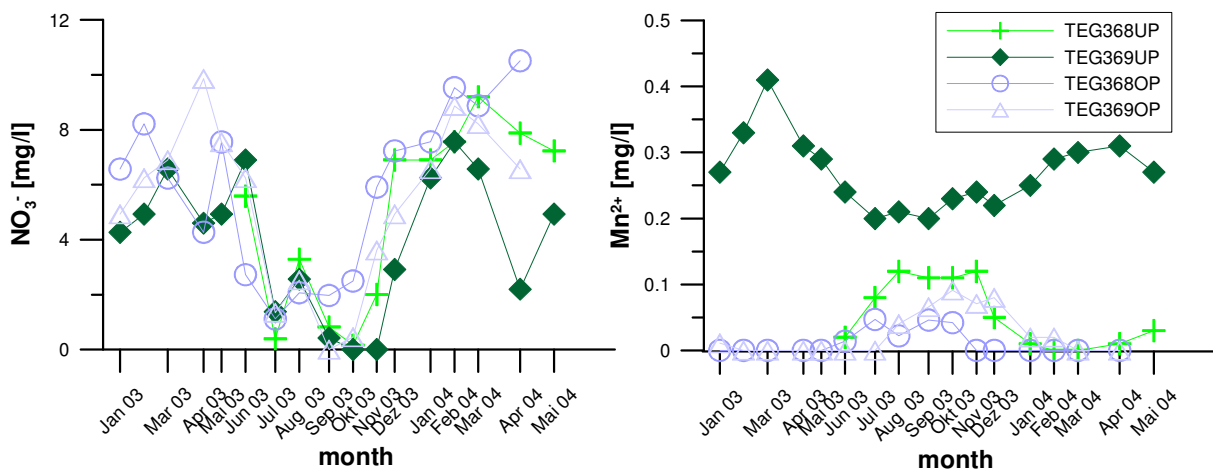 12
8
4
0
NO₃⁻ [mg/l]
Jan 03
Mar 03
Apr 03
Mai 03
Jun 03
Jul 03
Aug 03
Sep 03
Okt 03
Nov 03
Dez 03
Jan 04
Feb 04
Mar 04
Apr 04
Mai 04
month
0.5
0.4
0.3
0.2
0.1
0
Mn²⁺ [mg/l]
TEG368UP
TEG369UP
TEG368OP
TEG369OP
Jan 03
Mar 03
Apr 03
Mai 03
Jun 03
Jul 03
Aug 03
Sep 03
Okt 03
Nov 03
Dez 03
Jan 04
Feb 04
Mar 04
Apr 04
Mai 04
month